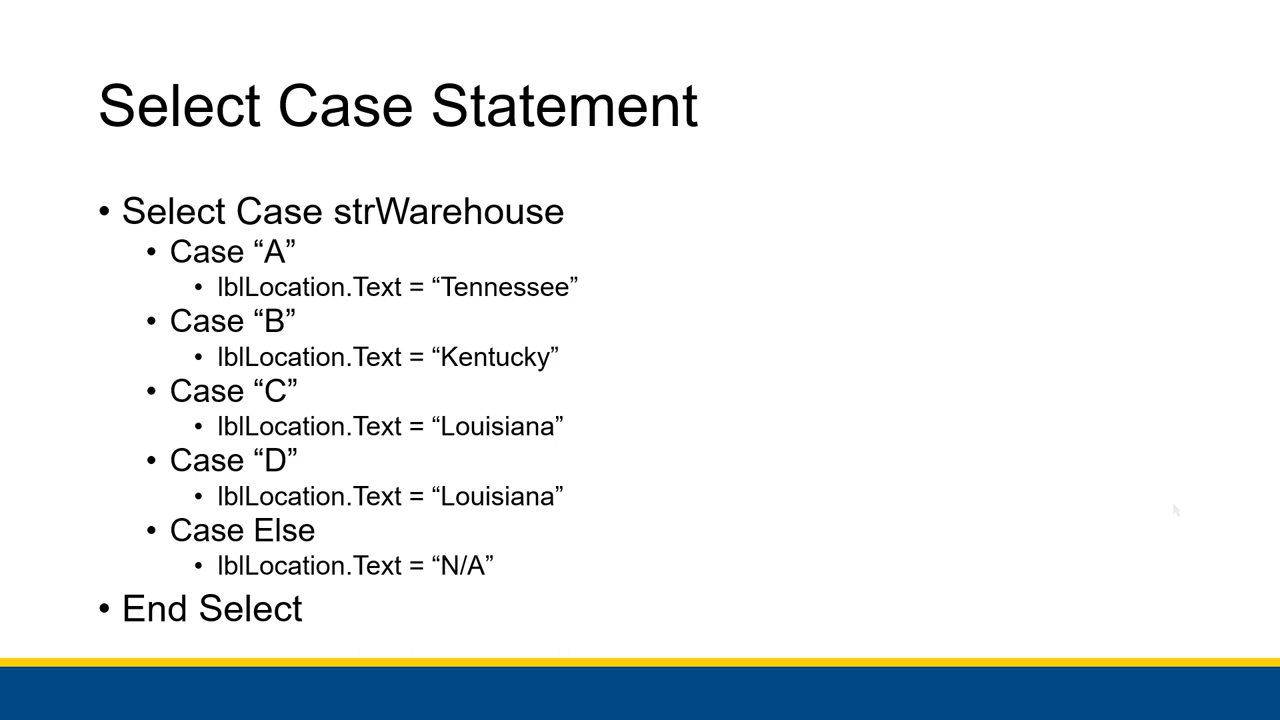 Select Case Statement
• Select Case strWarehouse
• Case “A”
• lblLocation.Text = “Tennessee”
• Case “B”
• lblLocation.Text = “Kentucky”
• Case “C”
• lblLocation.Text = “Louisiana”
• Case “D”
• lblLocation.Text = “Louisiana”
• Case Else
• lblLocation.Text = “N/A”
• End Select